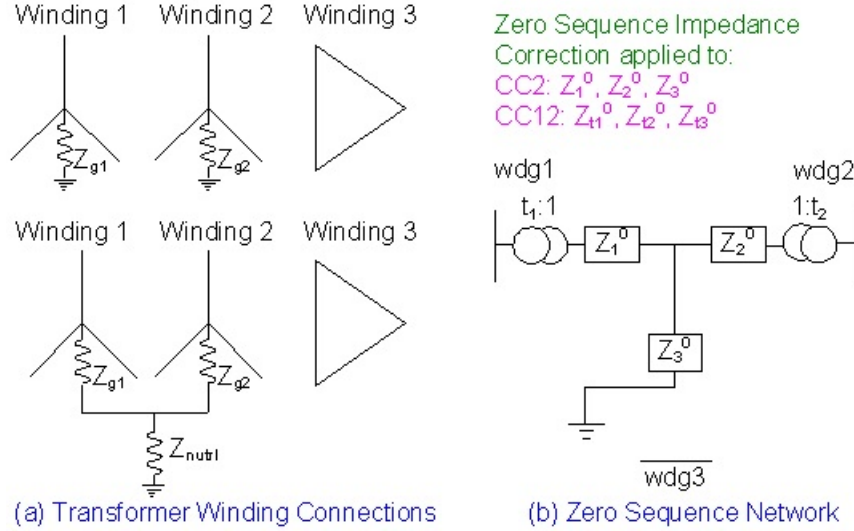 Winding 1 Winding 2 Winding 3
Zg1 Zg2
Winding 1 Winding 2 Winding 3
Zg1 Zg2
Znutrl
(a) Transformer Winding Connections
Zero Sequence Impedance
Correction applied to:
CC2: Z₁⁰, Z₂⁰, Z₃⁰
CC12: Zt1⁰, Zt2⁰, Zt3⁰
wdg1 wdg2
t₁:1 1:t₂
Z₁⁰ Z₂⁰
Z₃⁰
wdg3
(b) Zero Sequence Network